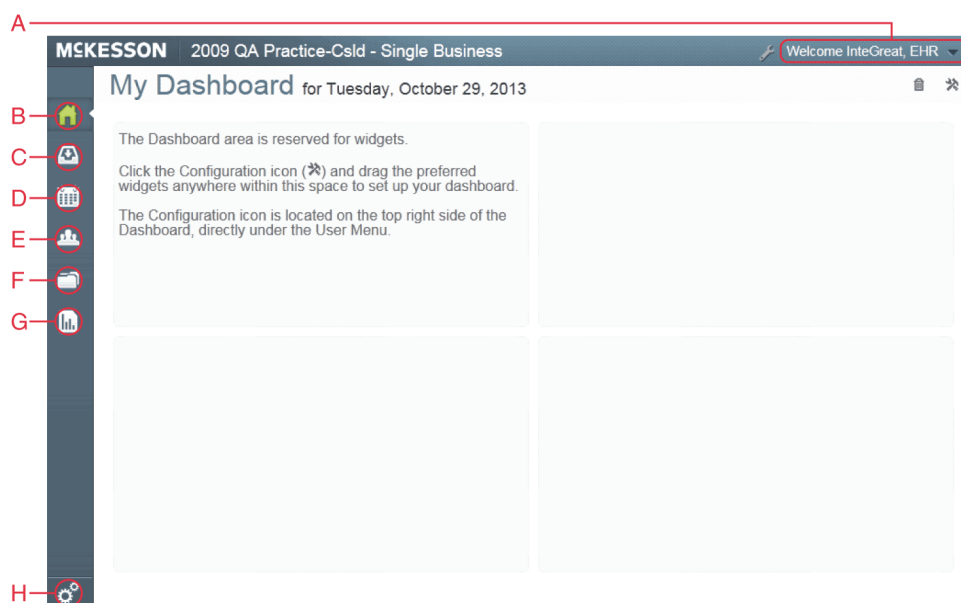 A
McKESSON 2009 QA Practice-Csld - Single Business Welcome InteGreat, EHR
My Dashboard for Tuesday, October 29, 2013
B
The Dashboard area is reserved for widgets.
C
Click the Configuration icon ( ) and drag the preferred
widgets anywhere within this space to set up your dashboard.
D
The Configuration icon is located on the top right side of the
Dashboard, directly under the User Menu.
E
F
G
H